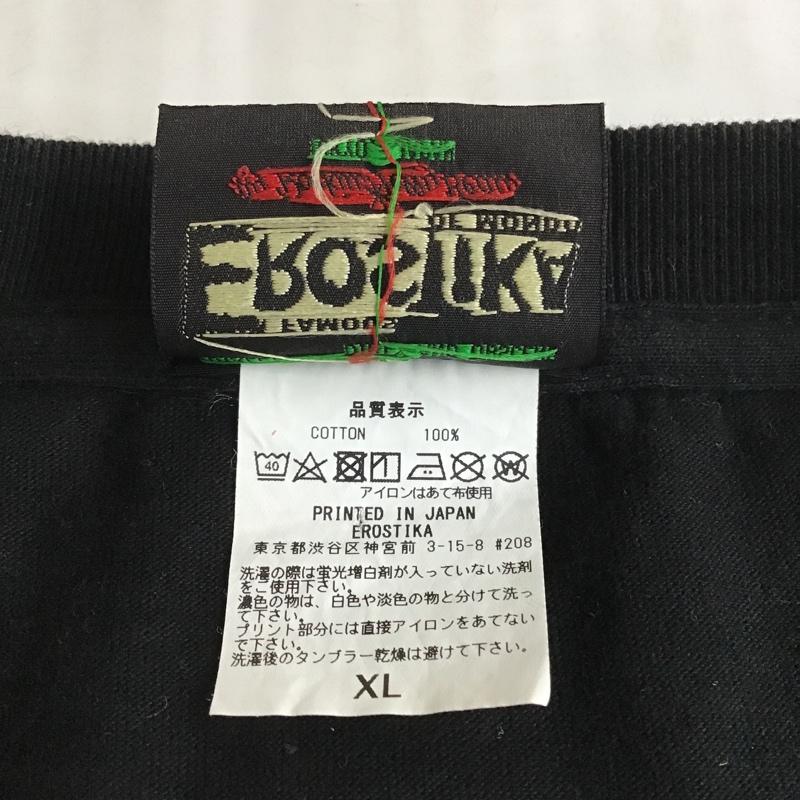 EROSTIKA
品質表示
COTTON 100%
40
アイロンはあて布使用
PRINTED IN JAPAN
EROSTIKA
東京都渋谷区神宮前 3-15-8 #208
洗濯の際は蛍光増白剤が入っていない洗剤
をご使用下さい。
濃色の物は、白色や淡色の物と分けて洗っ
て下さい。
プリント部分には直接アイロンをあてない
で下さい。
洗濯後のタンブラー乾燥は避けて下さい。
XL